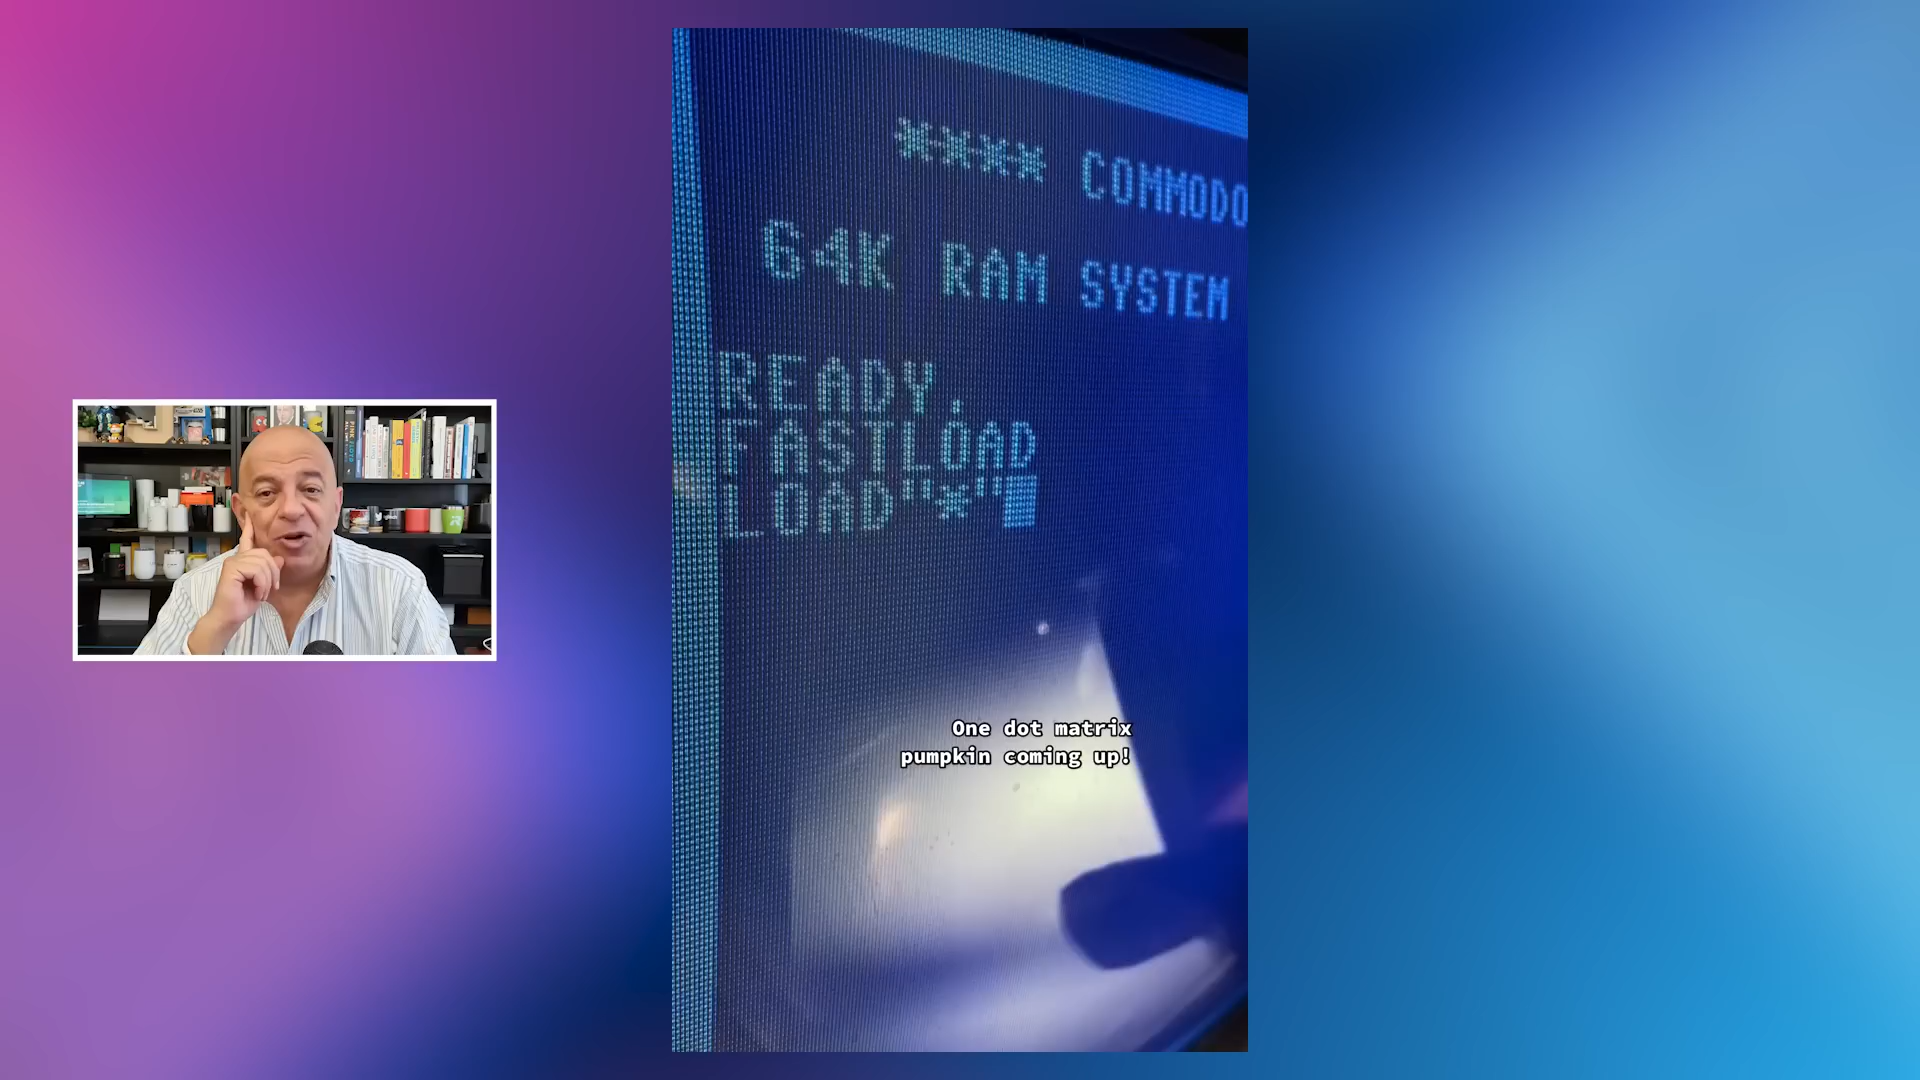 **** COMMODO
64K RAM SYSTEM
READY.
FASTLOAD
LOAD"*"
One dot matrix
pumpkin coming up!